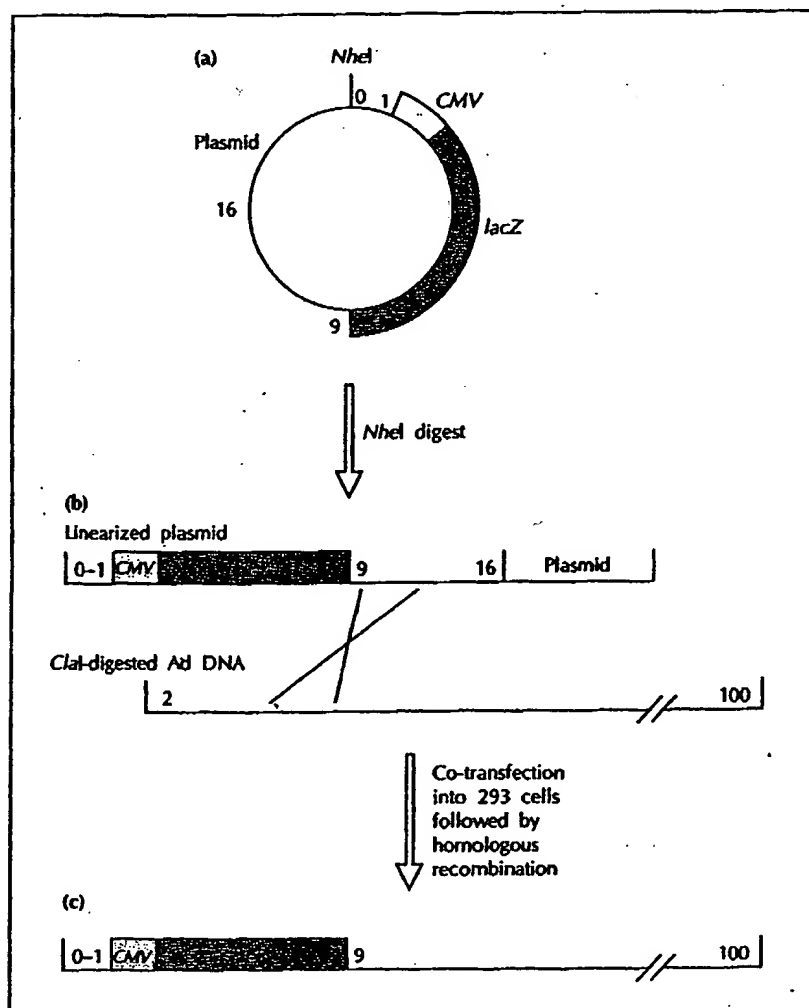 (a)
NheI
0
1
CMV
Plasmid
16
lacZ
9
NheI digest
(b)
Linearized plasmid
0–1
CMV
9
16
Plasmid
ClaI-digested Ad DNA
2
100
Co-transfection
into 293 cells
followed by
homologous
recombination
(c)
0–1
CMV
9
100